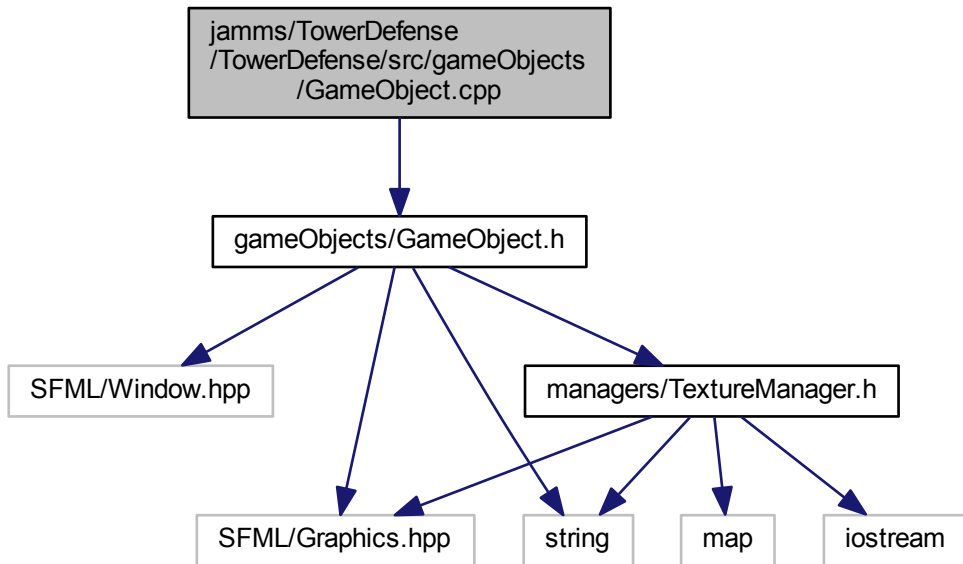 jamms/TowerDefense
/TowerDefense/src/gameObjects
/GameObject.cpp
gameObjects/GameObject.h
SFML/Window.hpp
managers/TextureManager.h
SFML/Graphics.hpp
string
map
iostream